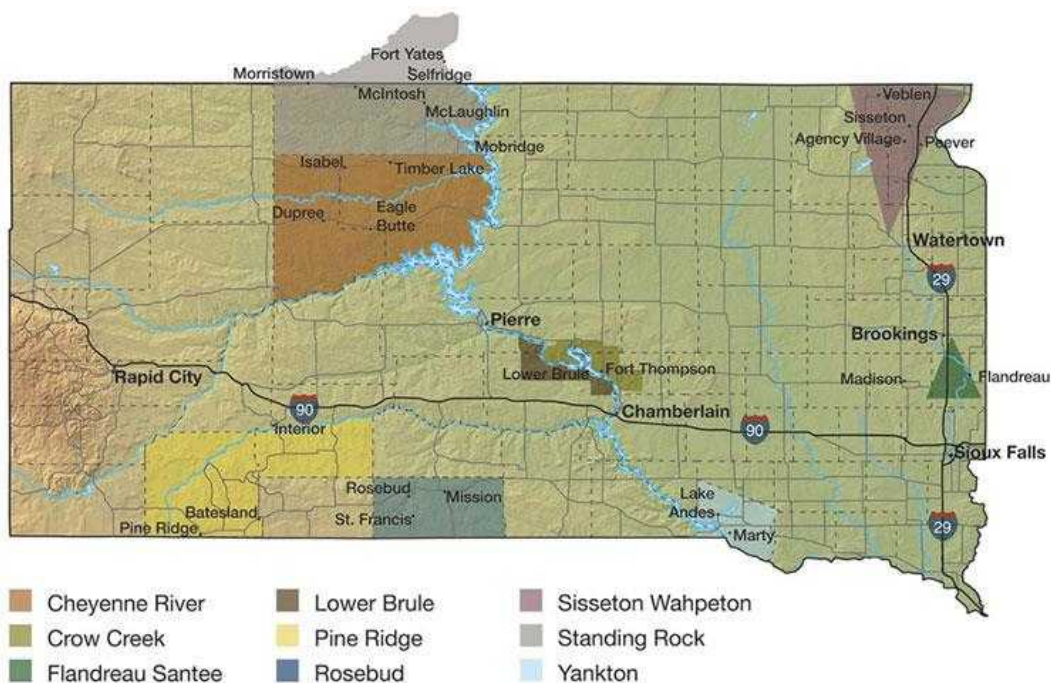 Fort Yates
Morristown
Selfridge
McIntosh
McLaughlin
Mobridge
Isabel
Timber Lake
Dupree
Eagle
Butte
Veblen
Sisseton
Agency Village
Peever
Watertown
29
Pierre
Brookings
Rapid City
Lower Brule
Fort Thompson
Madison
Flandreau
90
Chamberlain
90
Interior
Sioux Falls
Rosebud
Mission
Batesland
St. Francis
Pine Ridge
Lake
Andes
Marty
29
Cheyenne River
Lower Brule
Sisseton Wahpeton
Crow Creek
Pine Ridge
Standing Rock
Flandreau Santee
Rosebud
Yankton